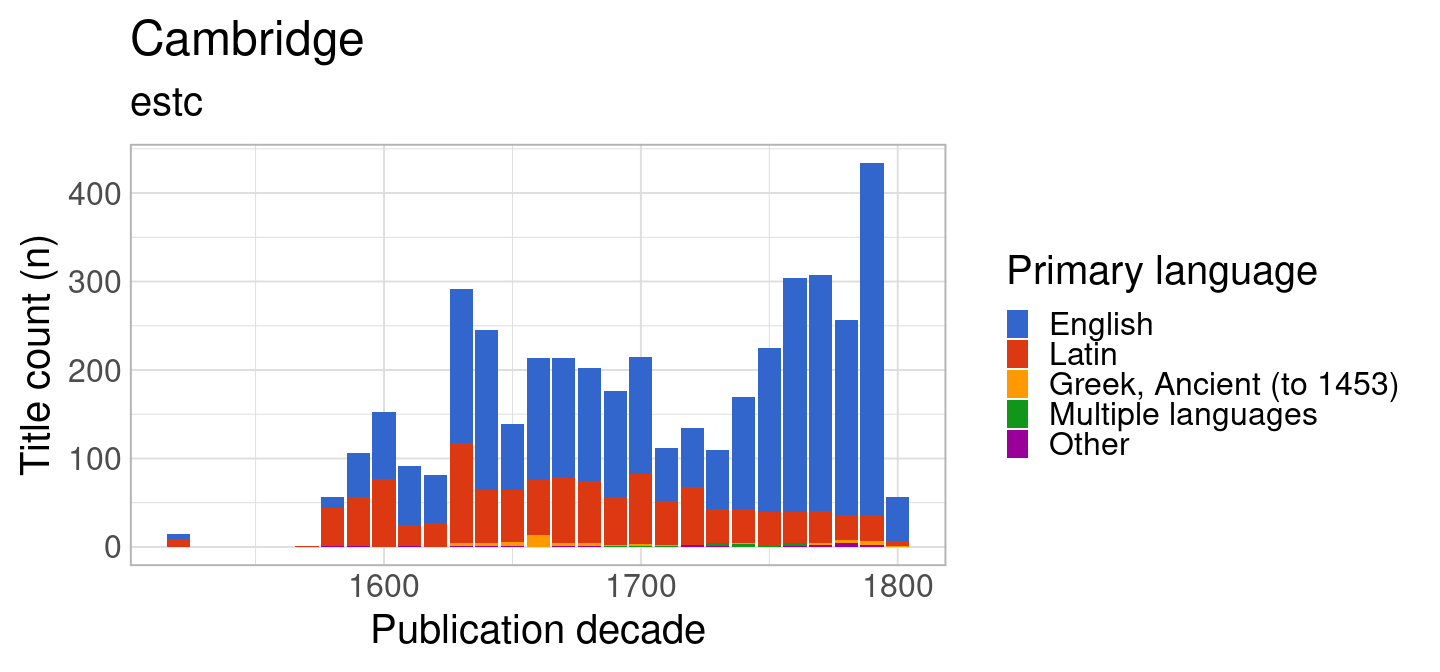 Cambridge
estc
Title count (n)
400
300
200
100
0
1600 1700 1800
Publication decade
Primary language
English
Latin
Greek, Ancient (to 1453)
Multiple languages
Other